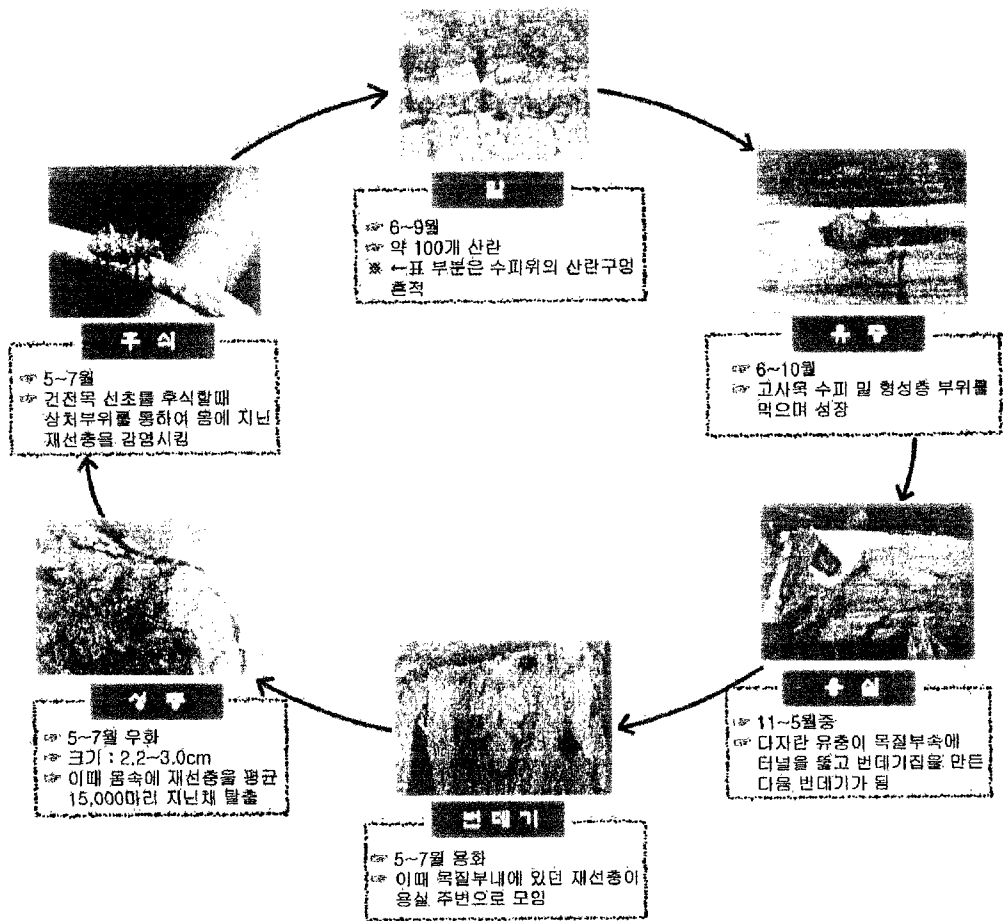 알
☞ 6~9월
☞ 약 100개 산란
※ ←표 부분은 수피위의 산란구멍
흔적
유 충
☞ 6~10월
☞ 고사목 수피 밑 형성층 부위를
먹으며 성장
용 실
☞ 11~5월중
☞ 다자란 유충이 목질부속에
터널을 뚫고 번데기집을 만든
다음 번데기가 됨
번 데 기
☞ 5~7월 용화
☞ 이때 목질부내에 있던 재선충이
용실 주변으로 모임
성 충
☞ 5~7월 우화
☞ 크기 : 2.2~3.0cm
☞ 이때 몸속에 재선충을 평균
15,000마리 지닌채 탈출
후 식
☞ 5~7월
☞ 건전목 신초를 후식할때
상처부위를 통하여 몸에 지닌
재선충을 감염시킴